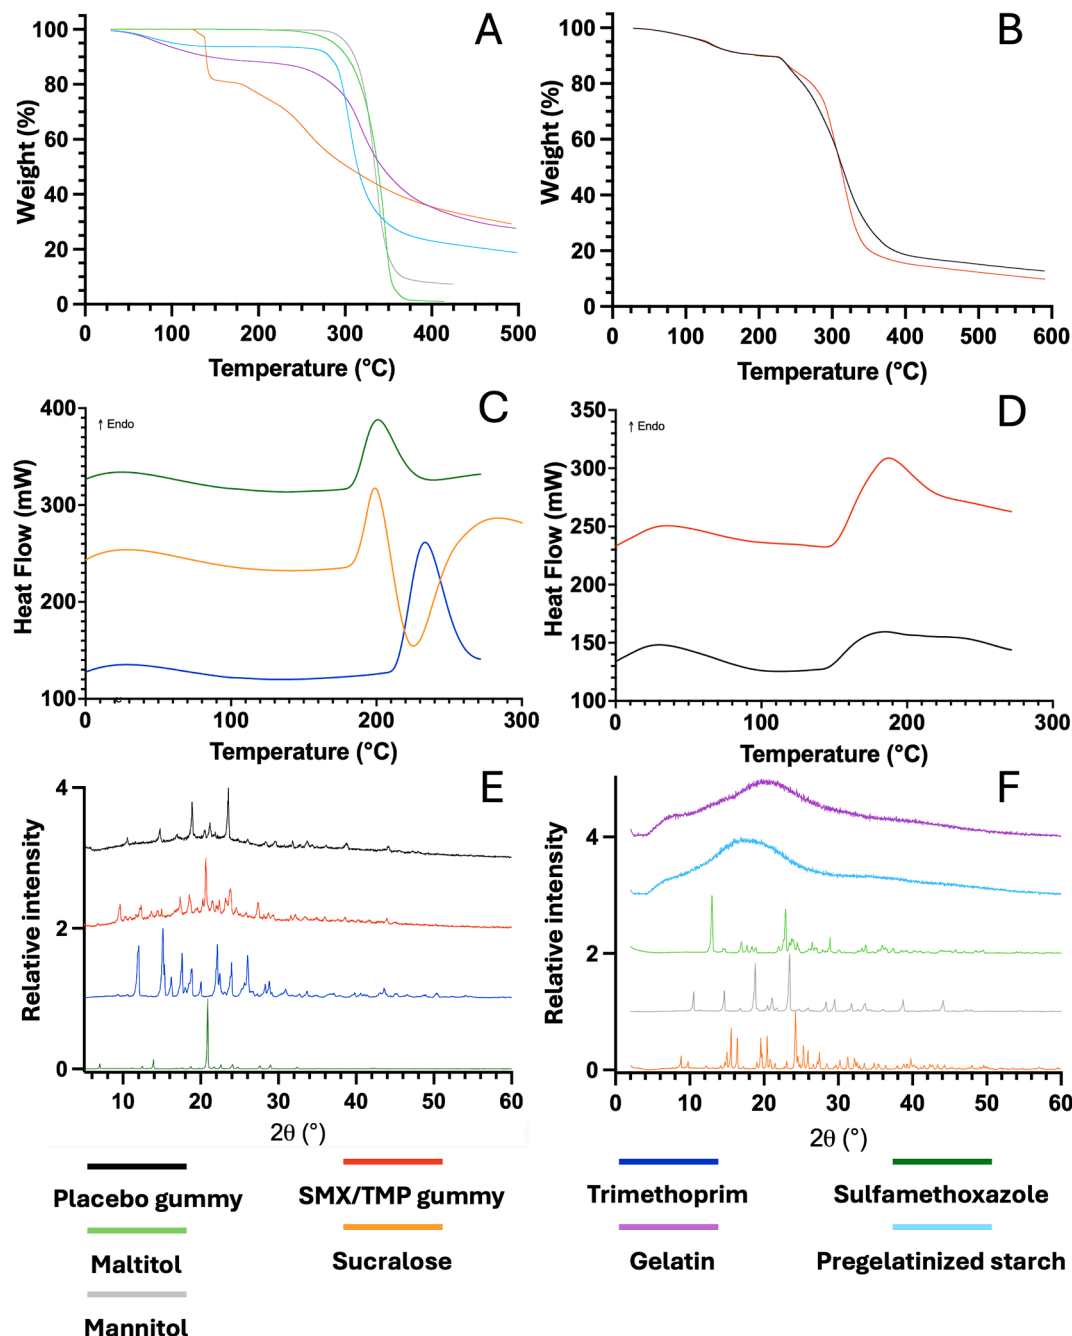 A
100
80
60
40
20
0
Weight (%)
0 100 200 300 400 500
Temperature (°C)
B
100
80
60
40
20
0
Weight (%)
0 100 200 300 400 500 600
Temperature (°C)
C
↑ Endo
400
300
200
100
Heat Flow (mW)
0 100 200 300
Temperature (°C)
D
↑ Endo
350
300
250
200
150
100
Heat Flow (mW)
0 100 200 300
Temperature (°C)
E
4
2
0
Relative intensity
10 20 30 40 50 60
2θ (°)
F
4
2
0
Relative intensity
0 10 20 30 40 50 60
2θ (°)
Placebo gummy
SMX/TMP gummy
Trimethoprim
Sulfamethoxazole
Maltitol
Sucralose
Gelatin
Pregelatinized starch
Mannitol